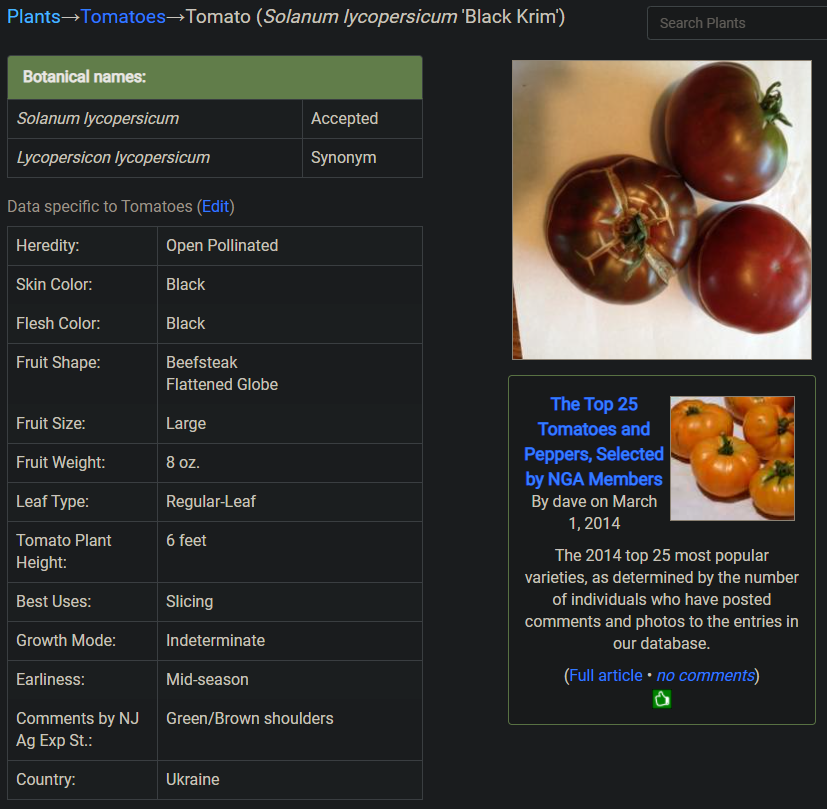 Plants→Tomatoes→Tomato (Solanum lycopersicum 'Black Krim')
Search Plants
Botanical names:
Solanum lycopersicum Accepted
Lycopersicon lycopersicum Synonym
Data specific to Tomatoes (Edit)
Heredity: Open Pollinated
Skin Color: Black
Flesh Color: Black
Fruit Shape: Beefsteak
Flattened Globe
Fruit Size: Large
Fruit Weight: 8 oz.
Leaf Type: Regular-Leaf
Tomato Plant 6 feet
Height:
Best Uses: Slicing
Growth Mode: Indeterminate
Earliness: Mid-season
Comments by NJ Green/Brown shoulders
Ag Exp St.:
Country: Ukraine
The Top 25
Tomatoes and
Peppers, Selected
by NGA Members
By dave on March
1, 2014
The 2014 top 25 most popular
varieties, as determined by the number
of individuals who have posted
comments and photos to the entries in
our database.
(Full article • no comments)